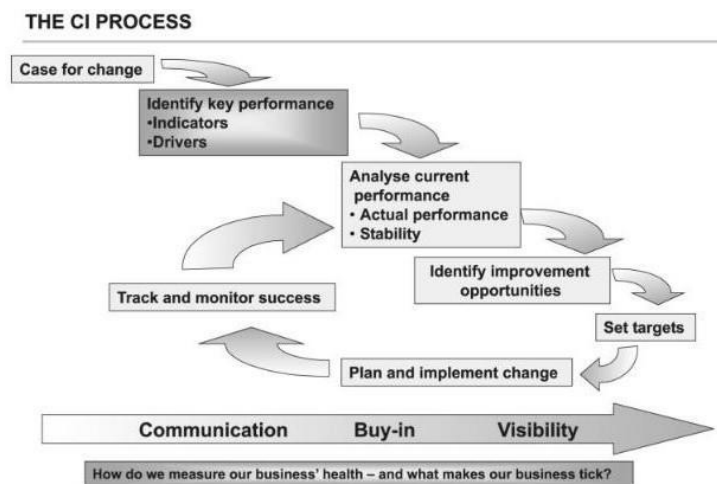 THE CI PROCESS
Case for change
Identify key performance
•Indicators
•Drivers
Analyse current
performance
• Actual performance
• Stability
Identify improvement
opportunities
Set targets
Plan and implement change
Track and monitor success
Communication Buy-in Visibility
How do we measure our business' health – and what makes our business tick?